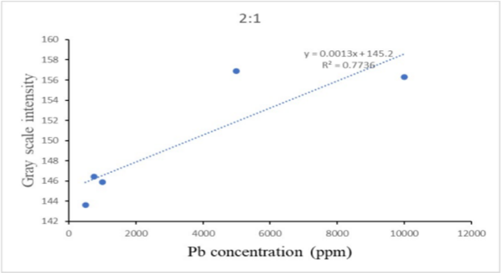 2:1
y = 0.0013x + 145.2
R² = 0.7736
160
158
156
154
152
150
148
146
144
142
Gray scale intensity
0 2000 4000 6000 8000 10000 12000
Pb concentration (ppm)